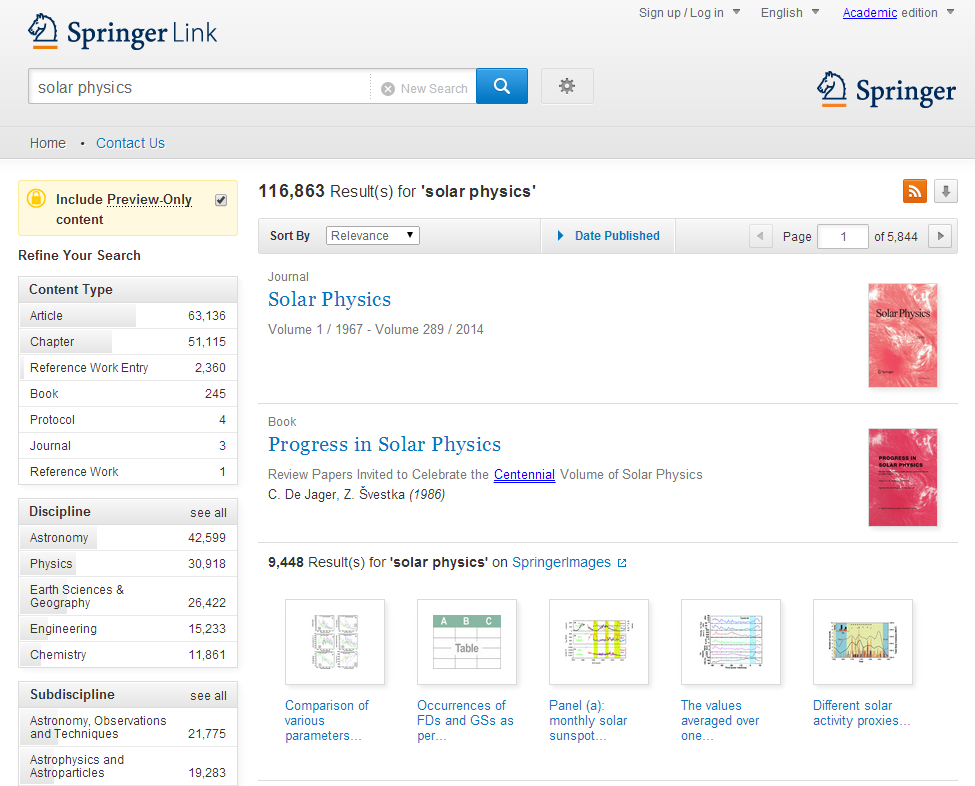 Sign up / Log in English Academic edition
Springer Link
solar physics New Search
Springer
Home • Contact Us
Include Preview-Only
content
116,863 Result(s) for 'solar physics'
Sort By Relevance Date Published Page 1 of 5,844
Refine Your Search
Content Type
Article 63,136
Chapter 51,115
Reference Work Entry 2,360
Book 245
Protocol 4
Journal 3
Reference Work 1
Discipline see all
Astronomy 42,599
Physics 30,918
Earth Sciences &
Geography 26,422
Engineering 15,233
Chemistry 11,861
Subdiscipline see all
Astronomy, Observations
and Techniques 21,775
Astrophysics and
Astroparticles 19,283
Journal
Solar Physics
Volume 1 / 1967 - Volume 289 / 2014
Solar Physics
Springer
Book
Progress in Solar Physics
Review Papers Invited to Celebrate the Centennial Volume of Solar Physics
C. De Jager, Z. Švestka (1986)
PROGRESS IN
SOLAR PHYSICS
9,448 Result(s) for 'solar physics' on SpringerImages
A B C
Table
Comparison of
various
parameters...
Occurrences of
FDs and GSs as
per...
Panel (a):
monthly solar
sunspot...
The values
averaged over
one...
Different solar
activity proxies...